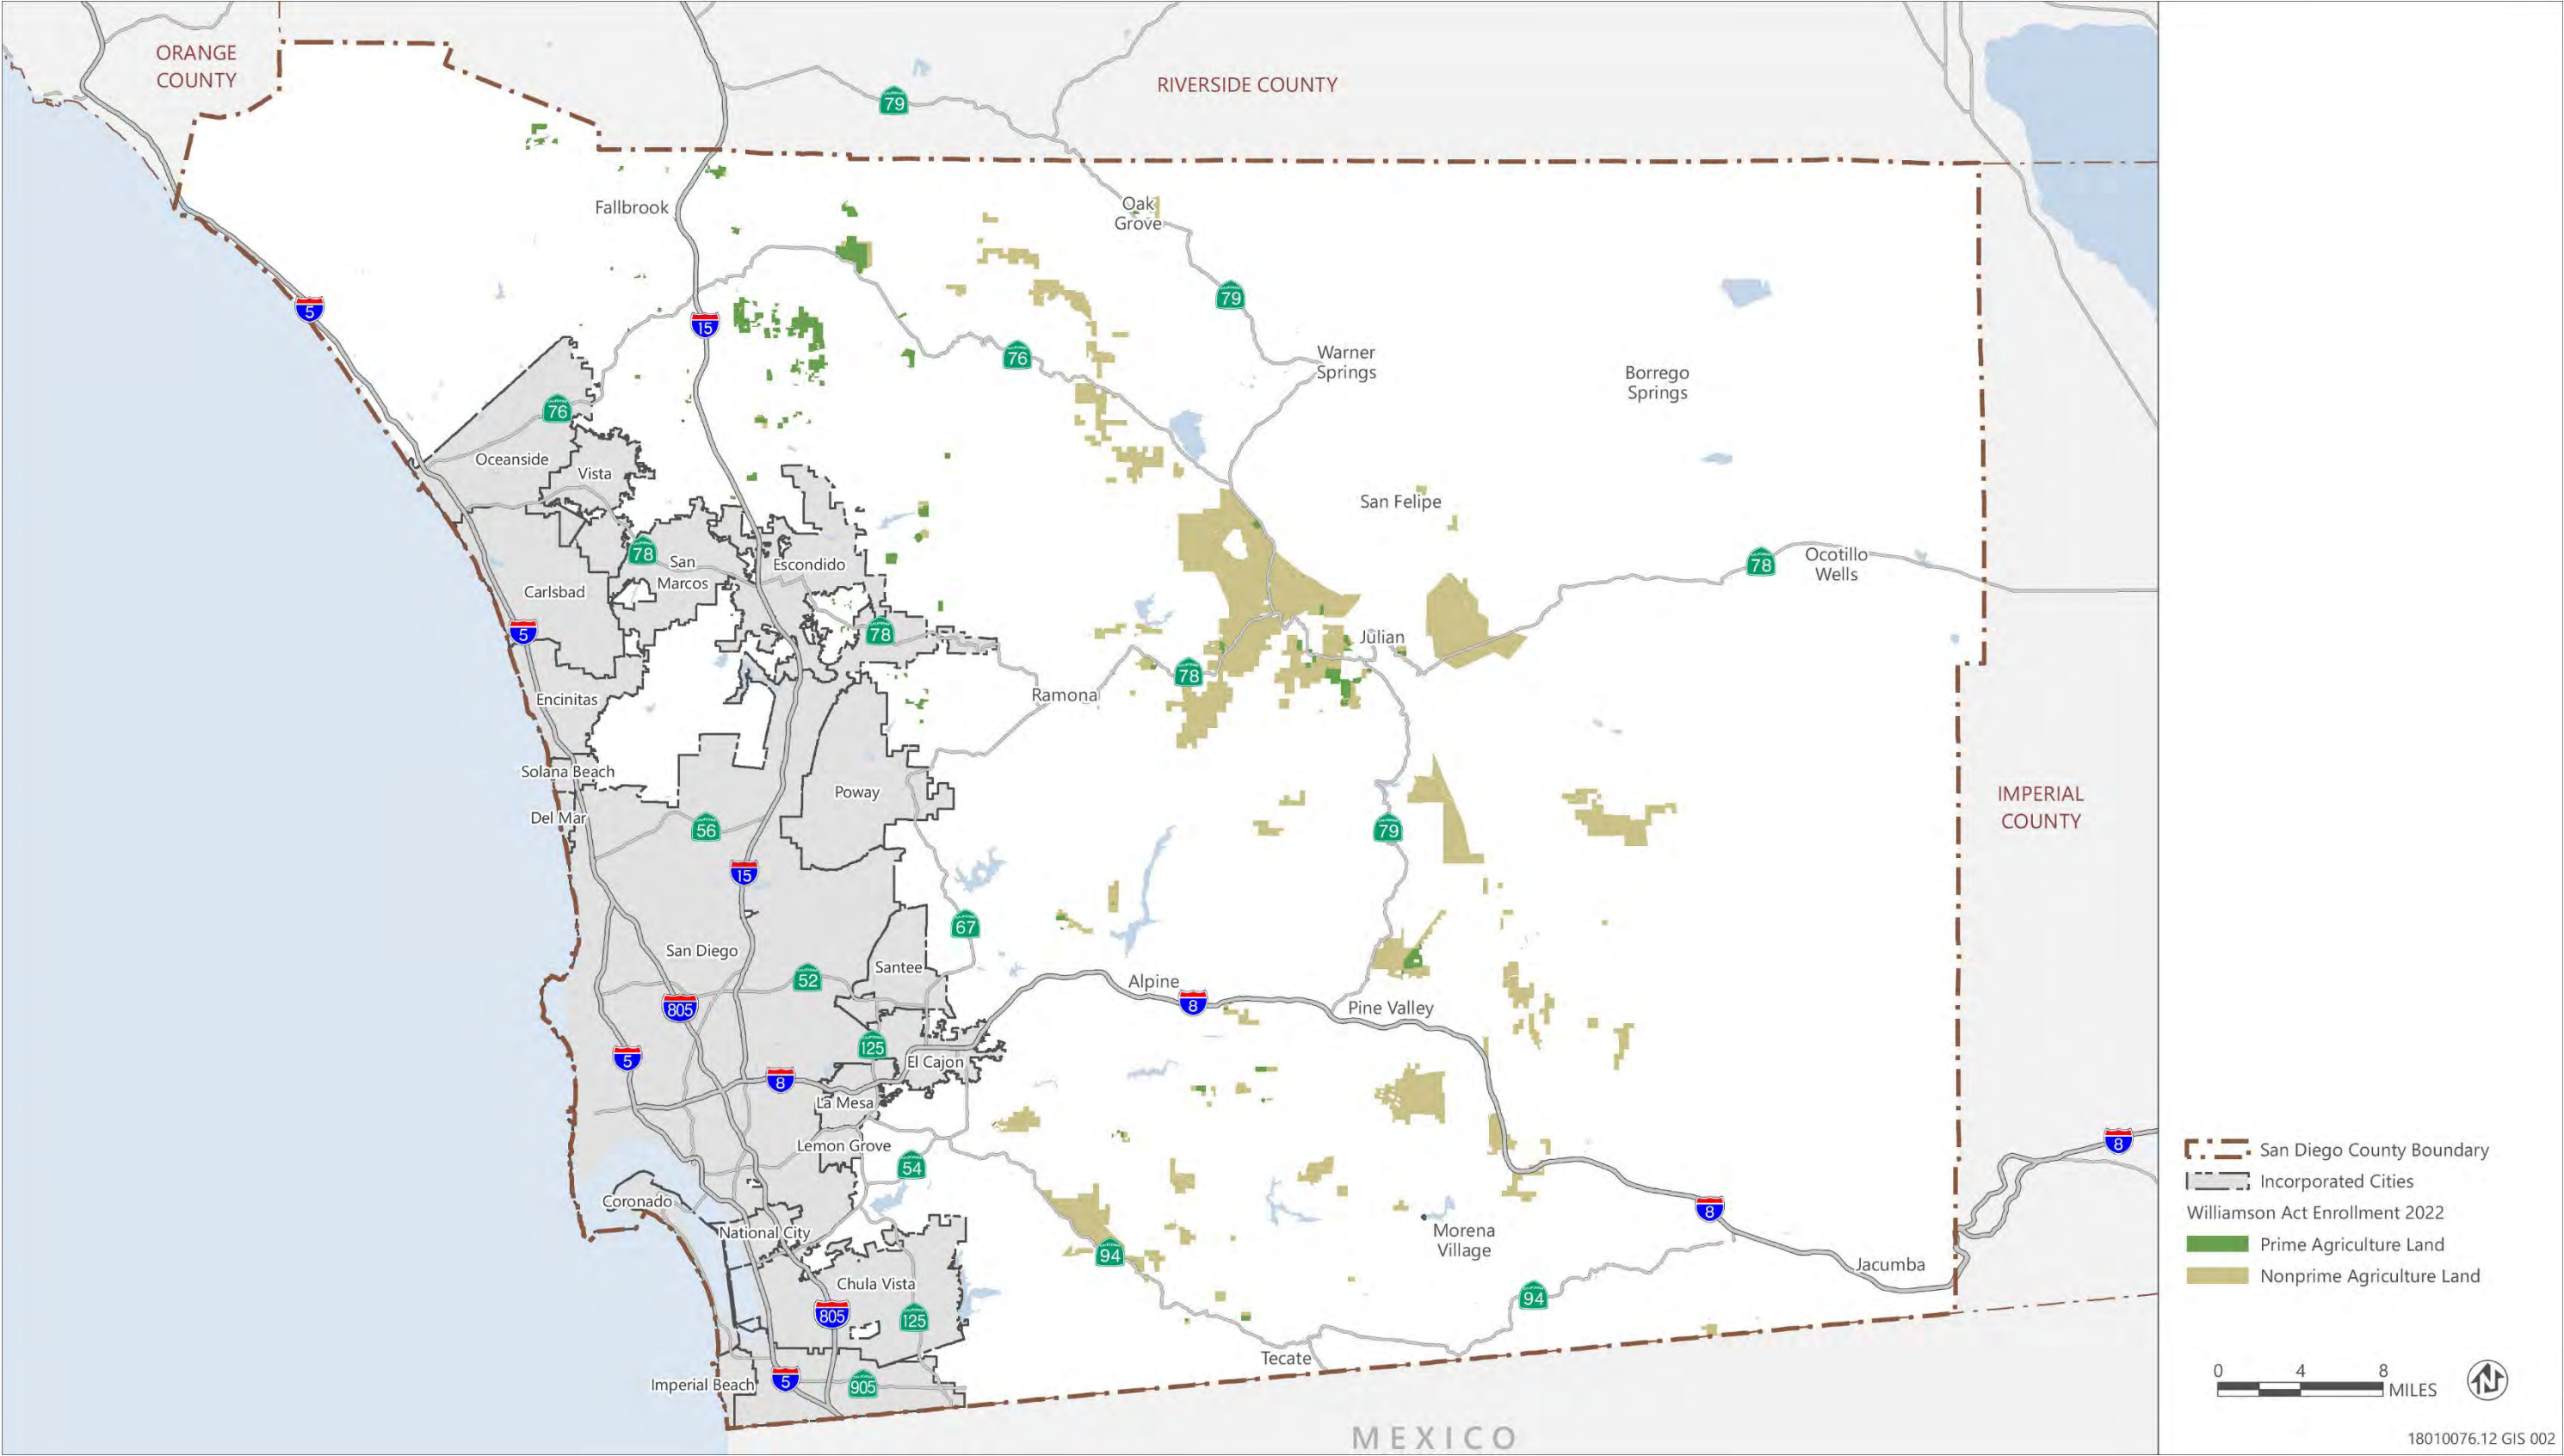 ORANGE
COUNTY
RIVERSIDE COUNTY
79
Fallbrook
Oak
Grove
5
15
79
76
Warner
Springs
Borrego
Springs
76
Oceanside
Vista
San Felipe
78
San
Marcos
Escondido
78
Ocotillo
Wells
Carlsbad
5
78
Julian
78
Encinitas
Ramona
Solana Beach
Poway
Del Mar
56
79
IMPERIAL
COUNTY
15
67
San Diego
Santee
52
Alpine
8
Pine Valley
805
5
125
El Cajon
8
La Mesa
Lemon Grove
54
8
Coronado
National City
94
8
Morena
Village
Jacumba
Chula Vista
805
125
94
Tecate
Imperial Beach
5
905
MEXICO
San Diego County Boundary
Incorporated Cities
Williamson Act Enrollment 2022
Prime Agriculture Land
Nonprime Agriculture Land
0 4 8
MILES
N
18010076.12 GIS 002